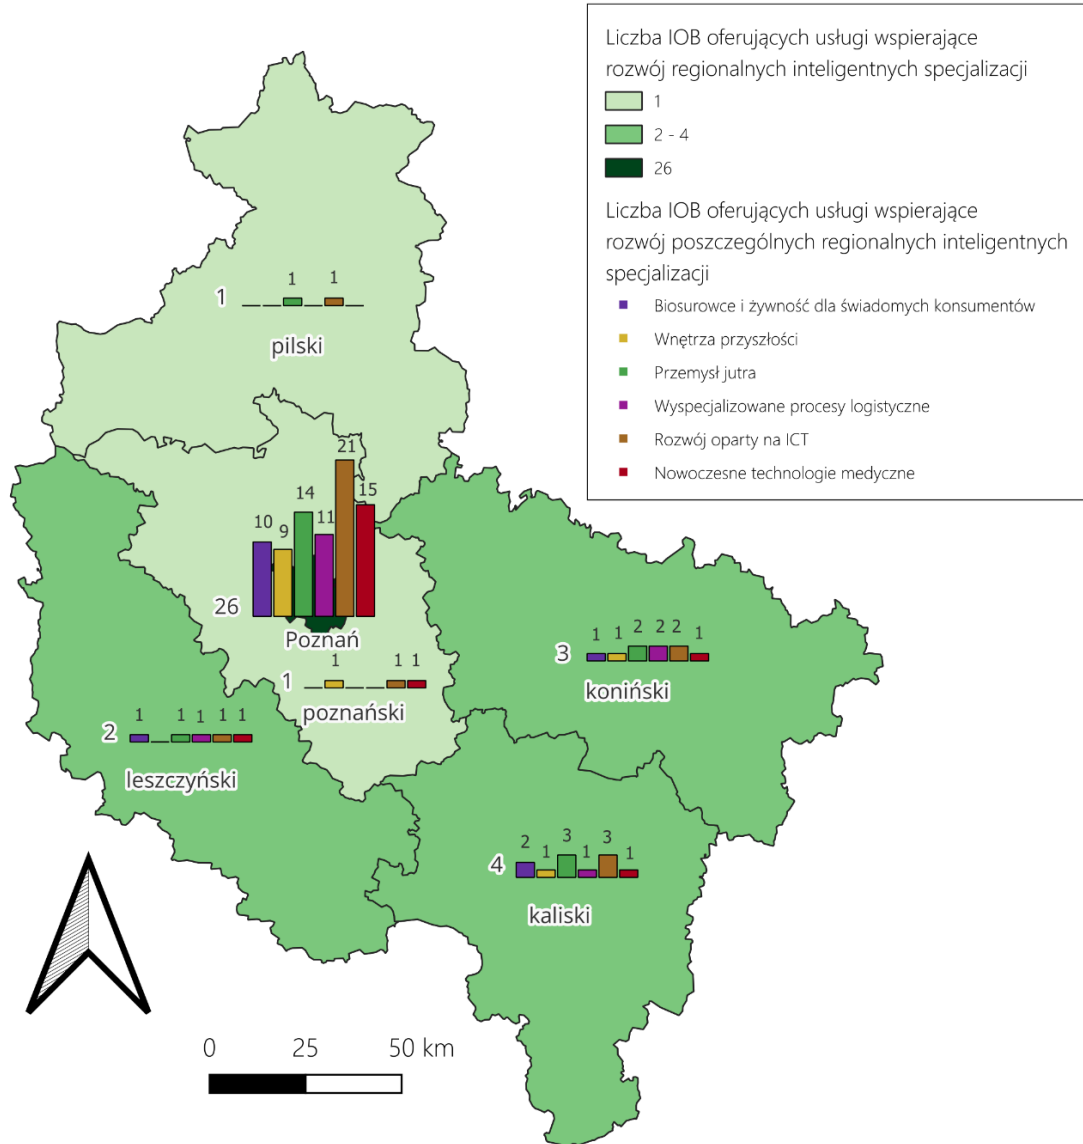 Liczba IOB oferujących usługi wspierające
rozwój regionalnych inteligentnych specjalizacji
1
2 - 4
26
Liczba IOB oferujących usługi wspierające
rozwój poszczególnych regionalnych inteligentnych
specjalizacji
Biosurowce i żywność dla świadomych konsumentów
Wnętrza przyszłości
Przemysł jutra
Wyspecjalizowane procesy logistyczne
Rozwój oparty na ICT
Nowoczesne technologie medyczne
1 1
1
pilski
10 9 14 11 21 15
26
Poznań
1 1 1
1
poznański
1 1 2 2 2 1
3
koniński
1 1 1 1 1
2
leszczyński
2 1 3 1 3 1
4
kaliski
0 25 50 km